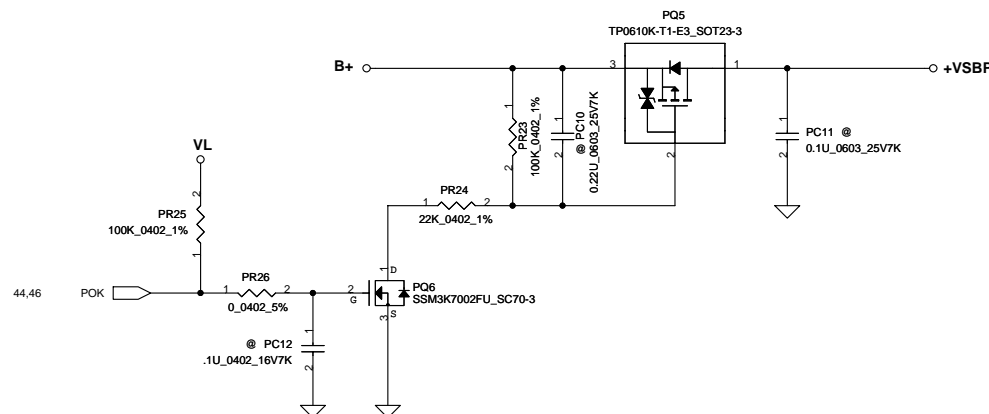 PQ5
TP0610K-T1-E3_SOT23-3
B+
3
1
+VSBP
1
PR23
100K_0402_1%
2
1
@ PC10
0.22U_0603_25V7K
2
2
1
PC11 @
0.1U_0603_25V7K
2
VL
2
PR25
100K_0402_1%
1
PR24
1
2
22K_0402_1%
44,46
POK
PR26
1
2
0_0402_5%
1
D
2
G
PQ6
SSM3K7002FU_SC70-3
S
3
1
@ PC12
.1U_0402_16V7K
2